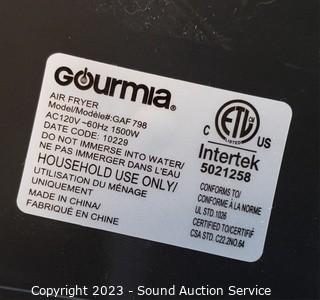 Gourmia®
AIR FRYER
Model/Modèle#:GAF798
AC120V ~60Hz 1500W
DATE CODE: 10229
DO NOT IMMERSE INTO WATER/
NE PAS IMMERGER DANS L'EAU
HOUSEHOLD USE ONLY/
UTILISATION DU MÉNAGE
UNIQUEMENT
MADE IN CHINA/
FABRIQUÉ EN CHINE
C ETL US
LISTED
Intertek
5021258
CONFORMS TO/
CONFORME À LA NORME
UL STD.1026
CERTIFIED TO/CERTIFIÉ
CSA STD. C22.2NO.64
Copyright 2023 - Sound Auction Service